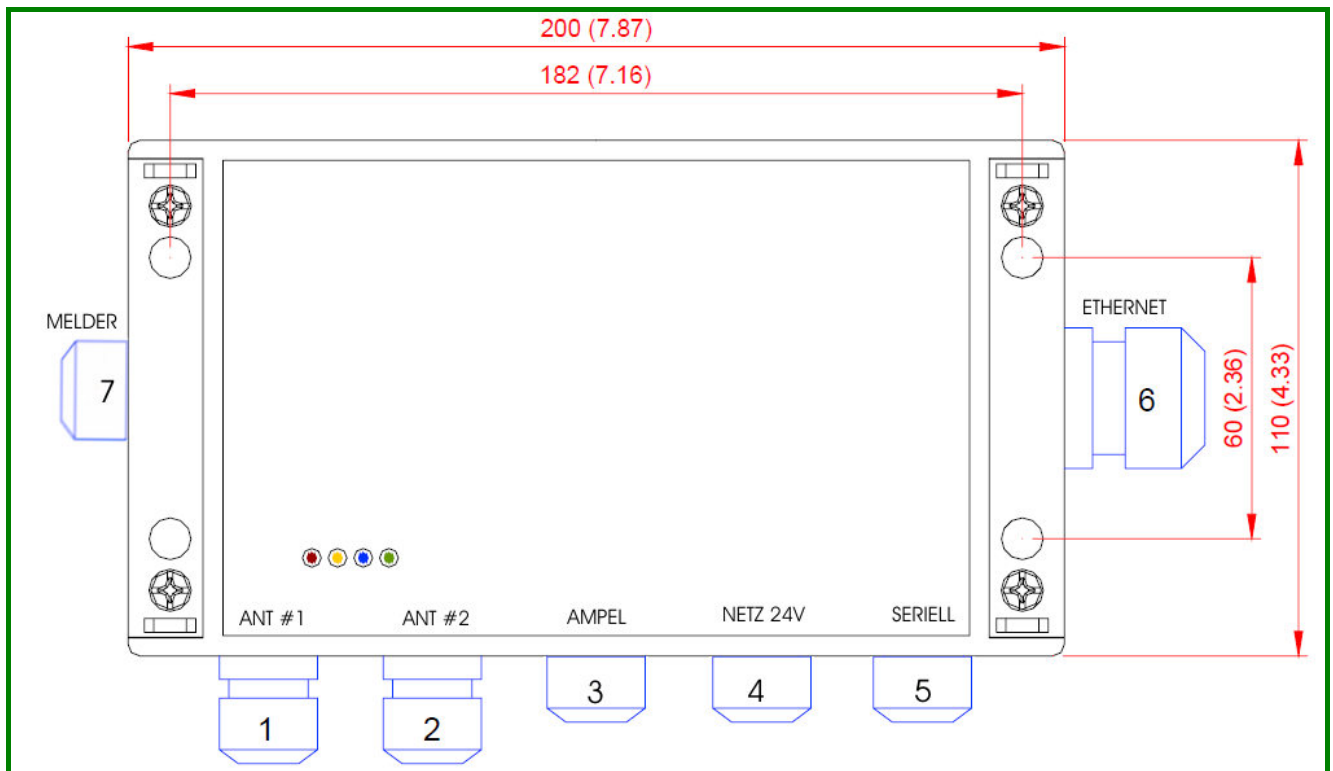 200 (7.87)
182 (7.16)
MELDER
7
ETHERNET
6
60 (2.36)
110 (4.33)
ANT #1
ANT #2
AMPEL
NETZ 24V
SERIELL
1
2
3
4
5